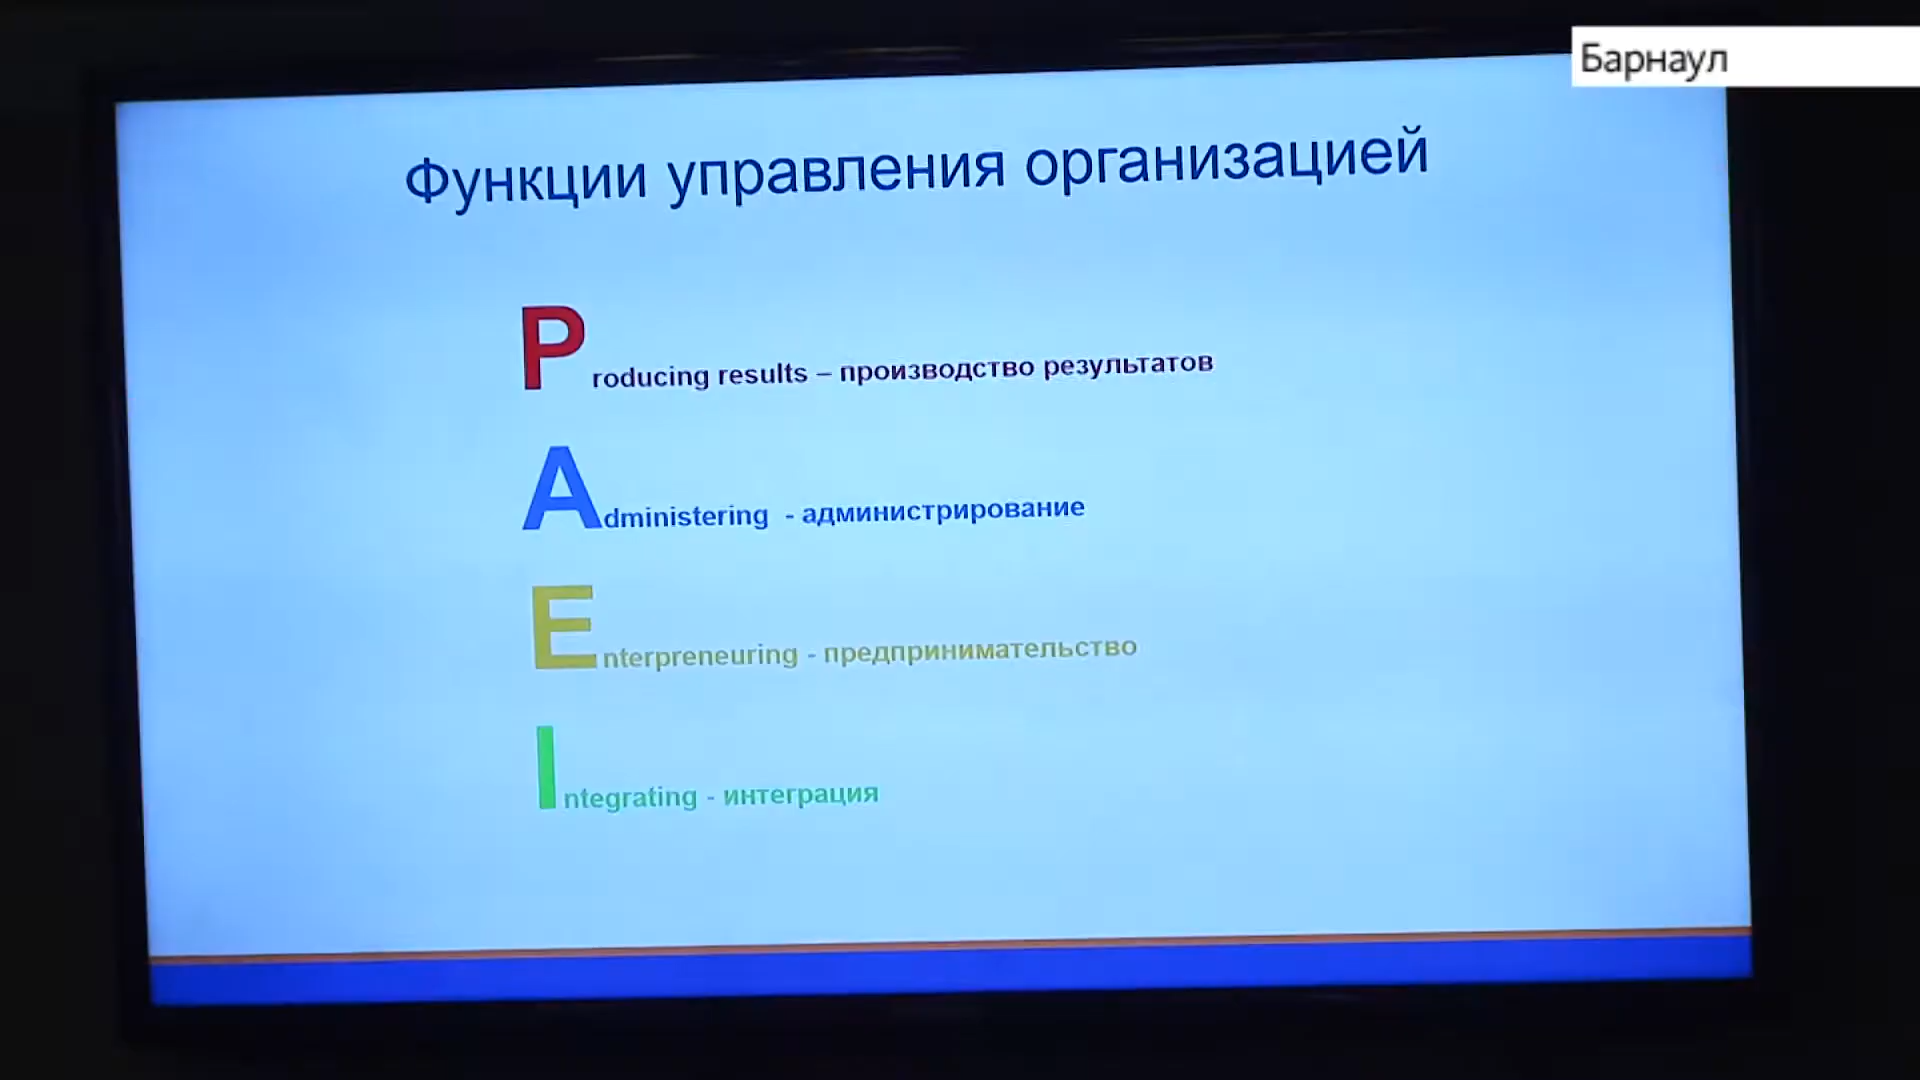 Барнаул
Функции управления организацией
Producing results – производство результатов
Administering - администрирование
Enterpreneuring - предпринимательство
Integrating - интеграция